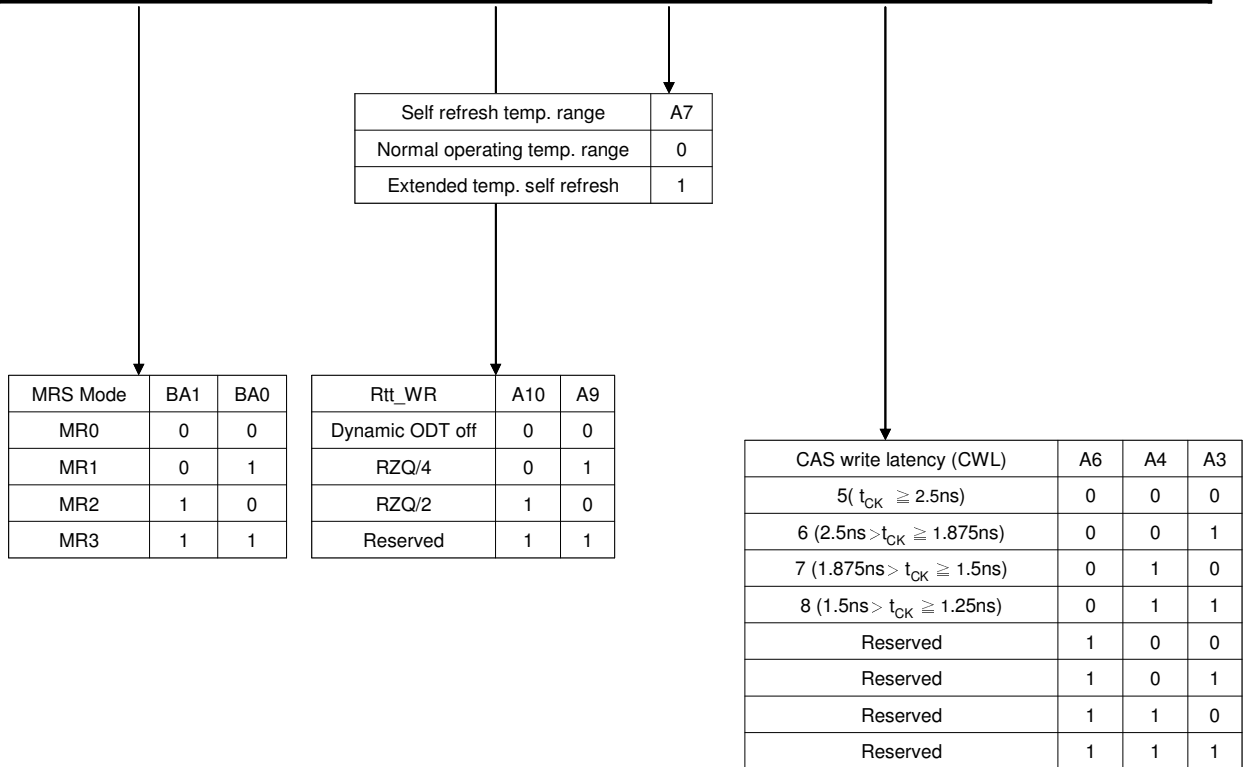 Self refresh temp. range A7
Normal operating temp. range 0
Extended temp. self refresh 1
MRS Mode BA1 BA0
MR0 0 0
MR1 0 1
MR2 1 0
MR3 1 1
Rtt_WR A10 A9
Dynamic ODT off 0 0
RZQ/4 0 1
RZQ/2 1 0
Reserved 1 1
CAS write latency (CWL) A6 A4 A3
5( tCK ≧ 2.5ns) 0 0 0
6 (2.5ns>tCK ≧ 1.875ns) 0 0 1
7 (1.875ns> tCK ≧ 1.5ns) 0 1 0
8 (1.5ns> tCK ≧ 1.25ns) 0 1 1
Reserved 1 0 0
Reserved 1 0 1
Reserved 1 1 0
Reserved 1 1 1